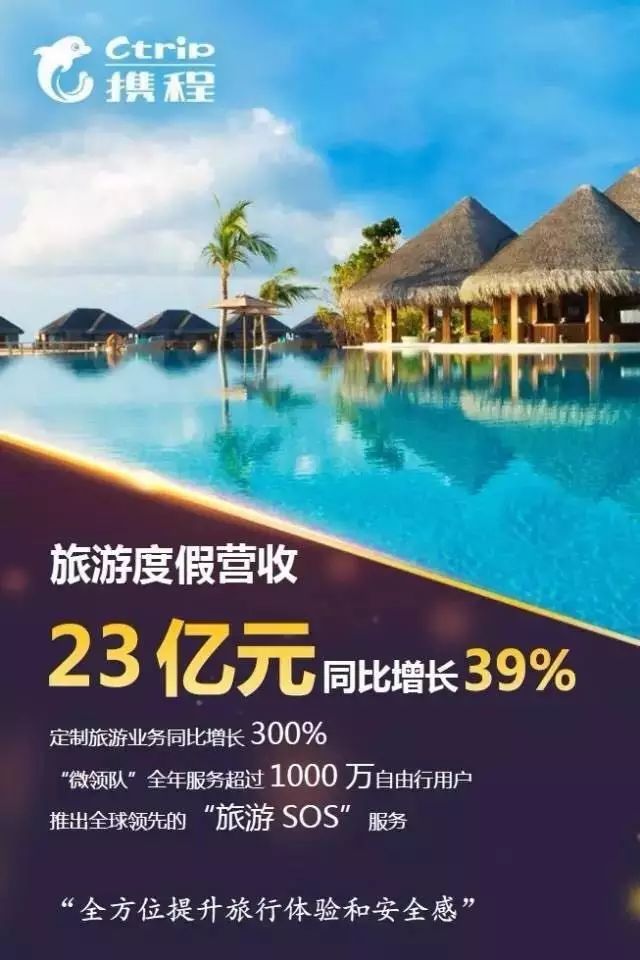 Ctrip
携程
旅游度假营收
23亿元同比增长39%
定制旅游业务同比增长300%
“微领队”全年服务超过1000万自由行用户
推出全球领先的“旅游SOS”服务
“全方位提升旅行体验和安全感”